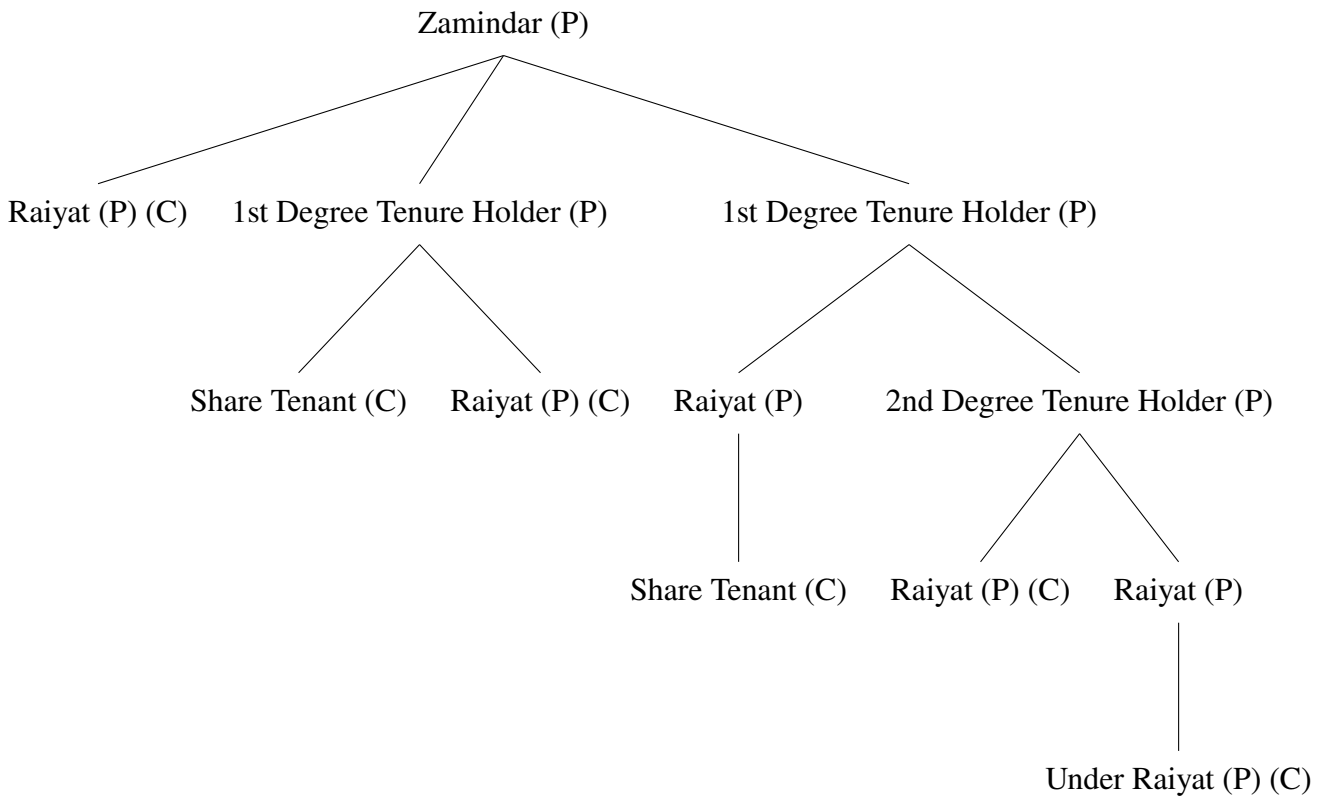 Zamindar (P)
Raiyat (P) (C)
1st Degree Tenure Holder (P)
1st Degree Tenure Holder (P)
Share Tenant (C)
Raiyat (P) (C)
Raiyat (P)
2nd Degree Tenure Holder (P)
Share Tenant (C)
Raiyat (P) (C)
Raiyat (P)
Under Raiyat (P) (C)